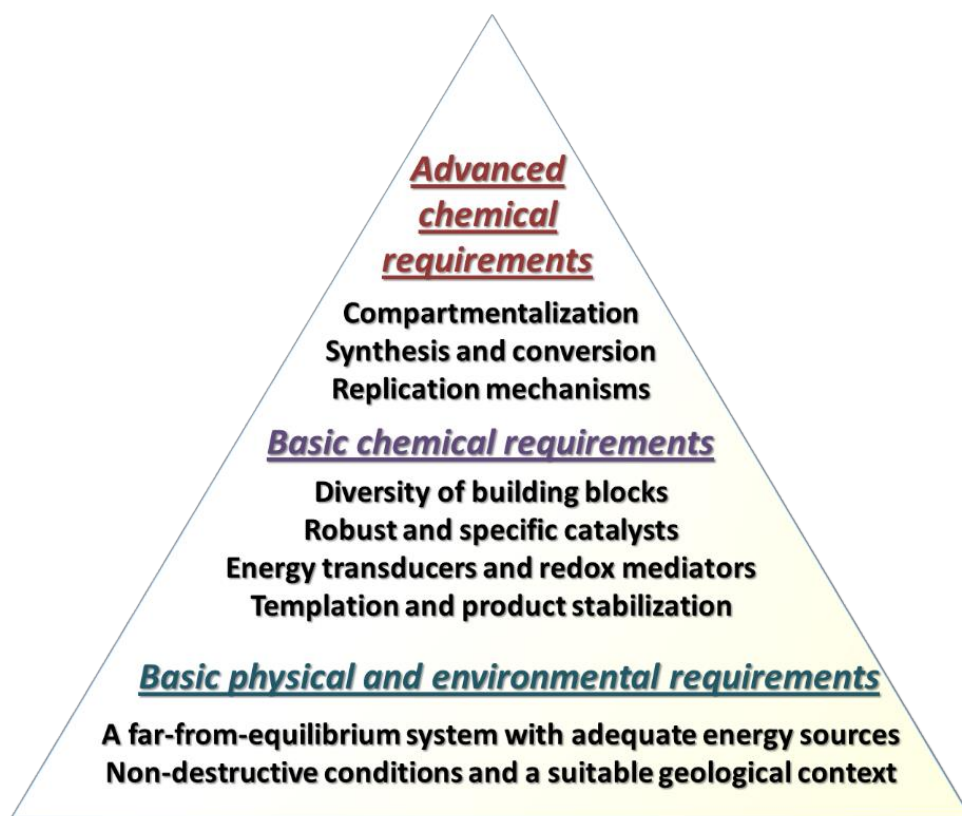 Advanced
chemical
requirements
Compartmentalization
Synthesis and conversion
Replication mechanisms
Basic chemical requirements
Diversity of building blocks
Robust and specific catalysts
Energy transducers and redox mediators
Templation and product stabilization
Basic physical and environmental requirements
A far-from-equilibrium system with adequate energy sources
Non-destructive conditions and a suitable geological context